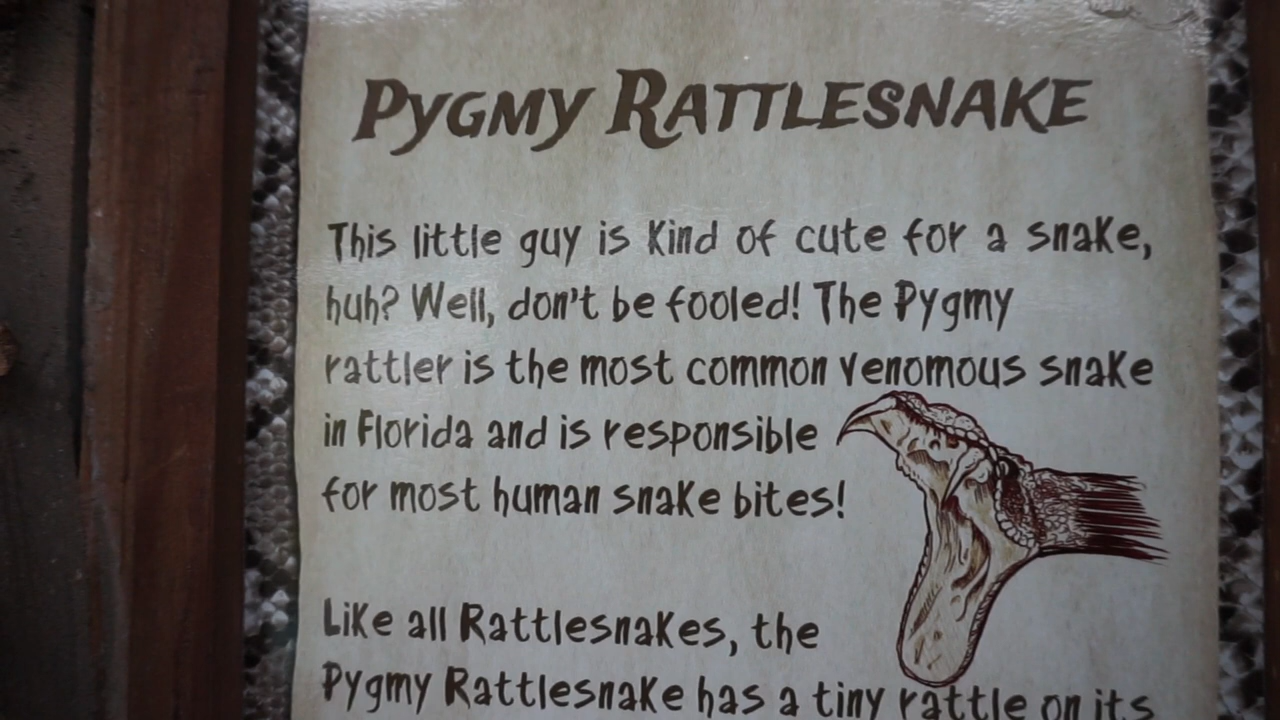 PYGMY RATTLESNAKE
This little guy is kind of cute for a snake,
huh? Well, don't be fooled! The Pygmy
rattler is the most common venomous snake
in Florida and is responsible
for most human snake bites!
Like all Rattlesnakes, the
Pygmy Rattlesnake has a tiny rattle on its